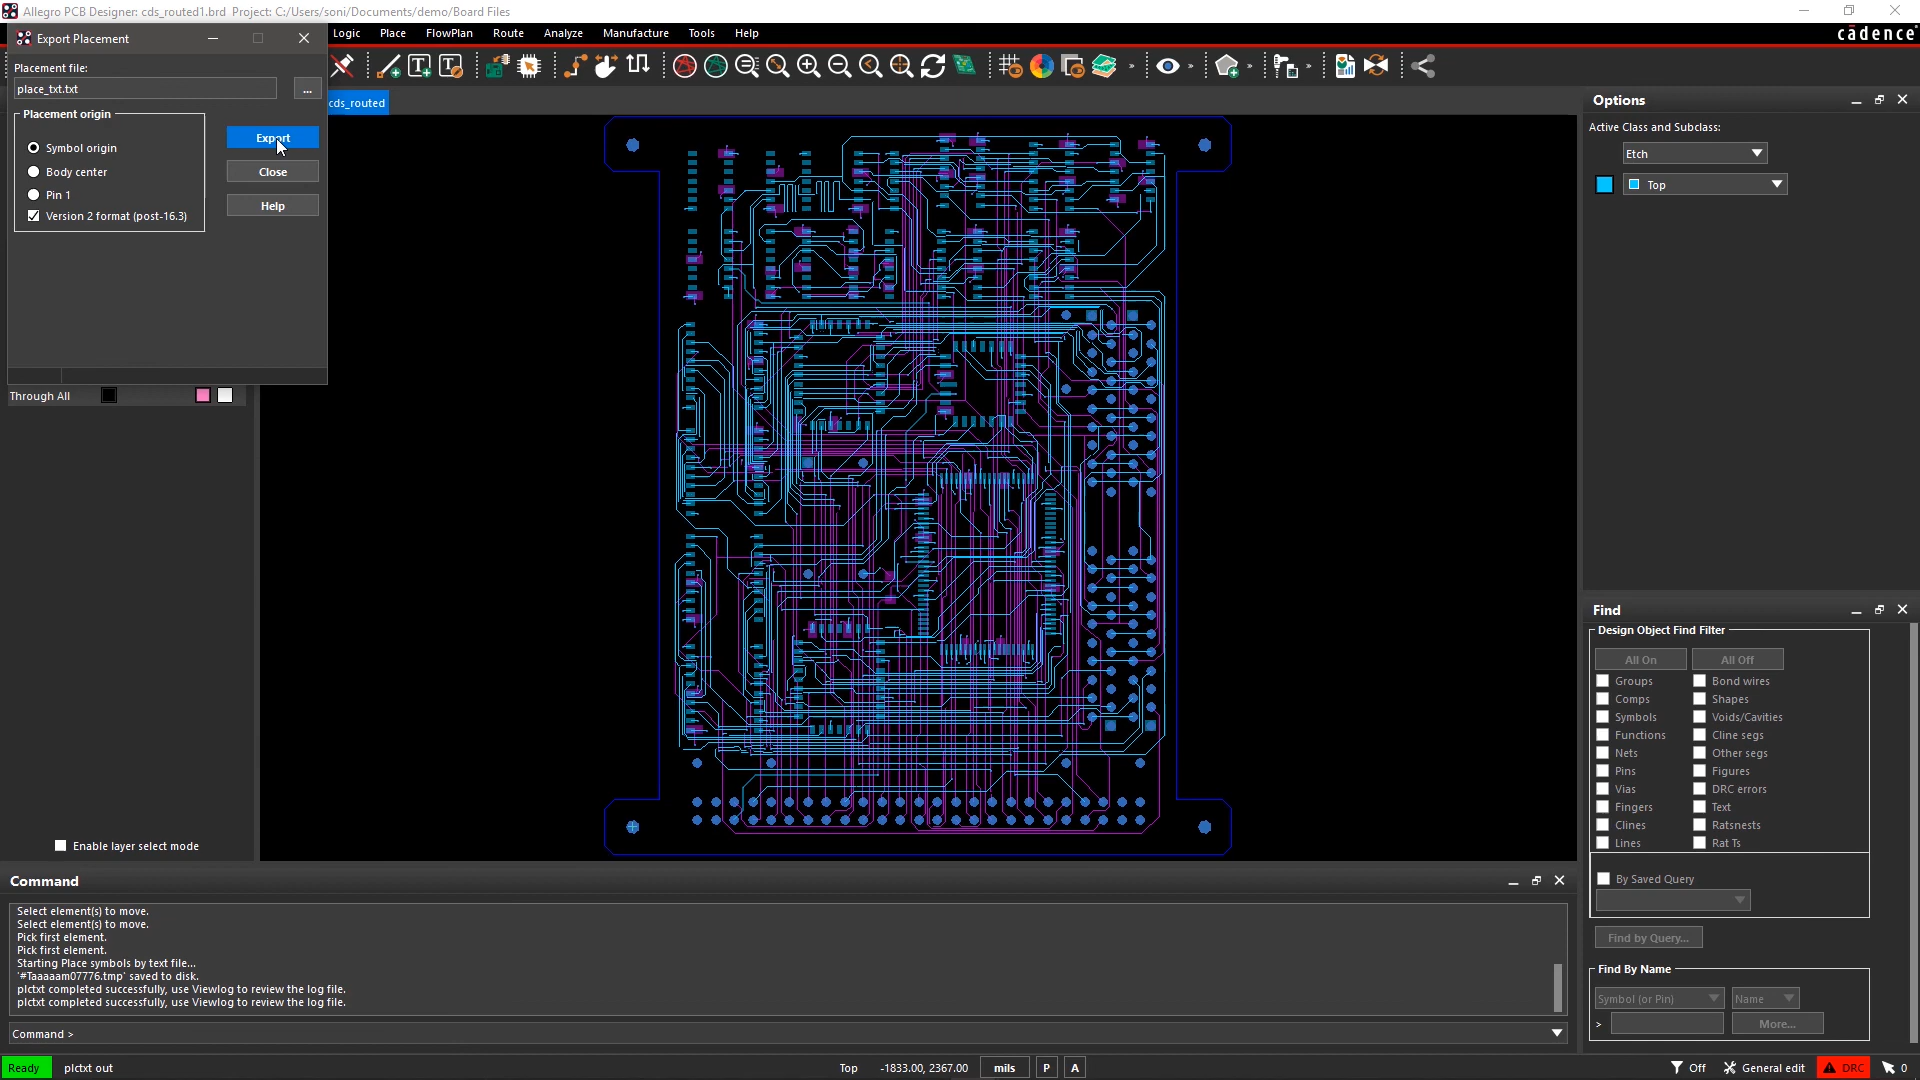 Allegro PCB Designer: cds_routed1.brd  Project: C:/Users/soni/Documents/demo/Board Files
Export Placement
Logic Place FlowPlan Route Analyze Manufacture Tools Help
cādence
Placement file:
place_txt.txt
...
Placement origin
Symbol origin
Body center
Pin 1
Version 2 format (post-16.3)
Export
Close
Help
cds_routed
Through All
Enable layer select mode
Options
Active Class and Subclass:
Etch
Top
Find
Design Object Find Filter
All On All Off
Groups Bond wires
Comps Shapes
Symbols Voids/Cavities
Functions Cline segs
Nets Other segs
Pins Figures
Vias DRC errors
Fingers Text
Clines Ratsnests
Lines Rat Ts
By Saved Query
Find by Query...
Find By Name
Symbol (or Pin) Name
> More...
Command
Select element(s) to move.
Select element(s) to move.
Pick first element.
Pick first element.
Starting Place symbols by text file...
'#Taaaaam07776.tmp' saved to disk.
plctxt completed successfully, use Viewlog to review the log file.
plctxt completed successfully, use Viewlog to review the log file.
Command >
Ready plctxt out Top -1833.00, 2367.00 mils P A Off General edit DRC 0